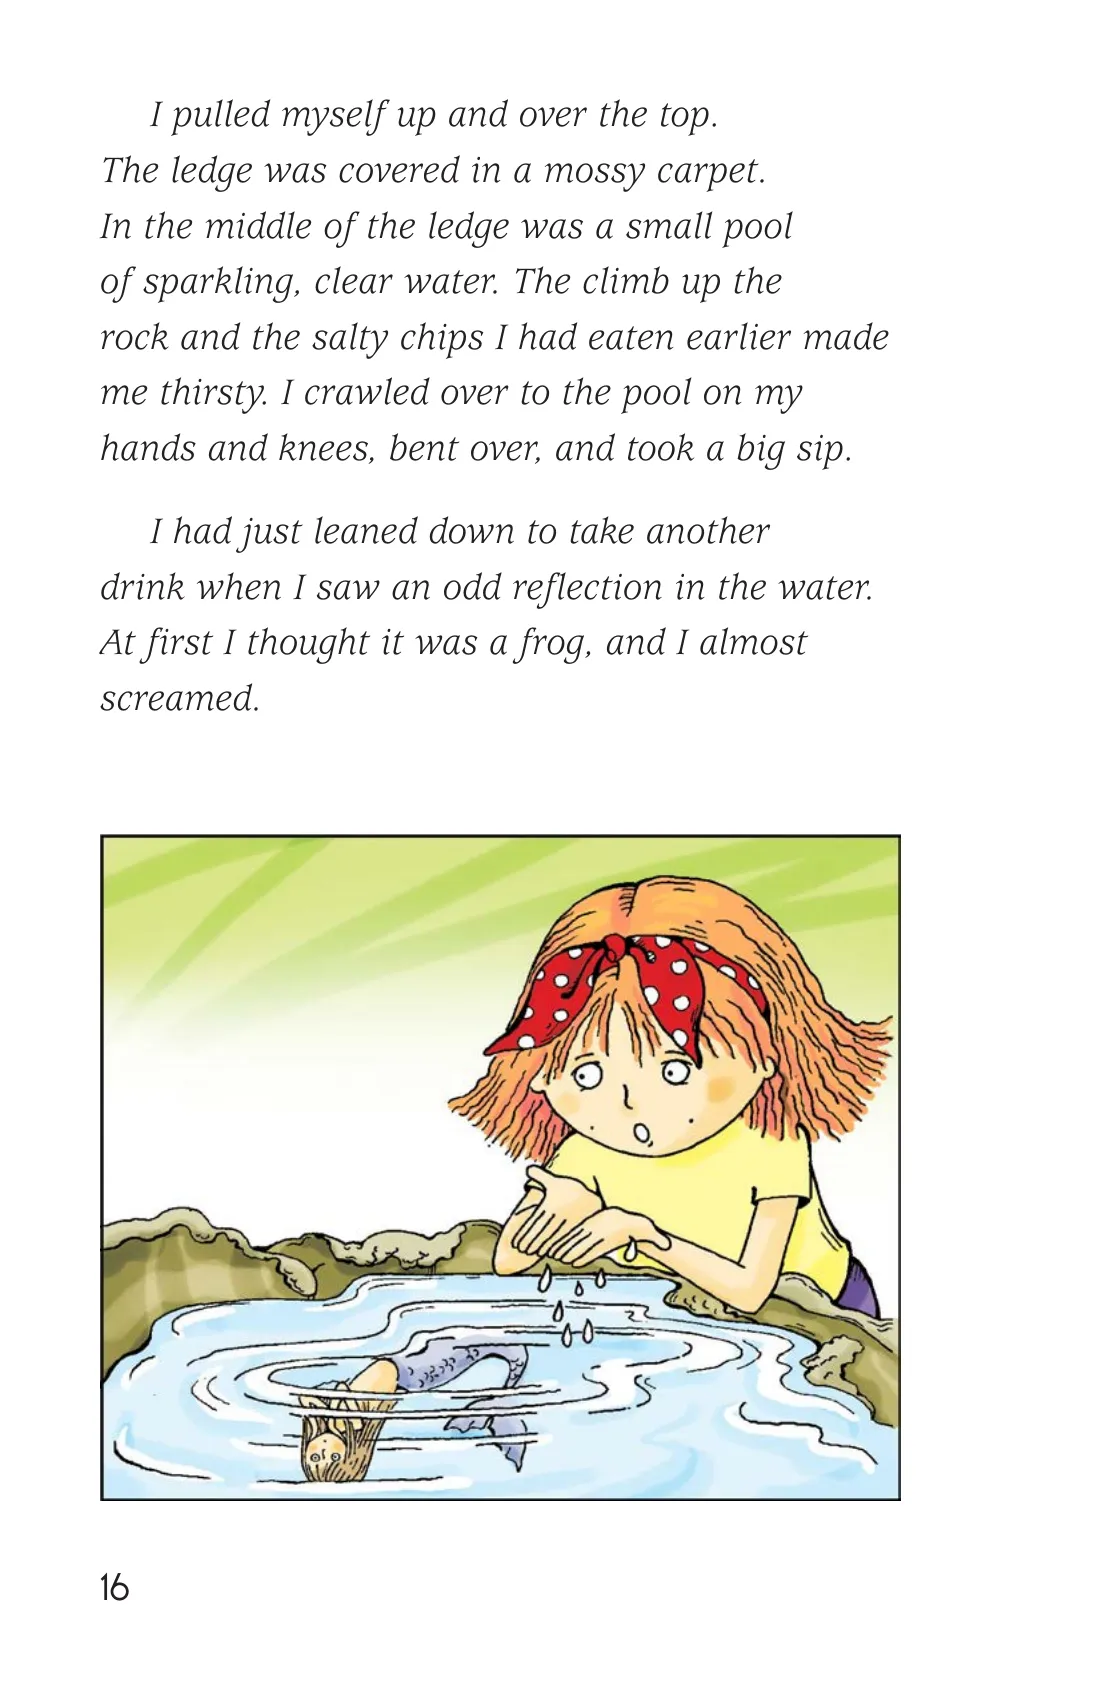 I pulled myself up and over the top.
The ledge was covered in a mossy carpet.
In the middle of the ledge was a small pool
of sparkling, clear water. The climb up the
rock and the salty chips I had eaten earlier made
me thirsty. I crawled over to the pool on my
hands and knees, bent over, and took a big sip.
I had just leaned down to take another
drink when I saw an odd reflection in the water.
At first I thought it was a frog, and I almost
screamed.
16